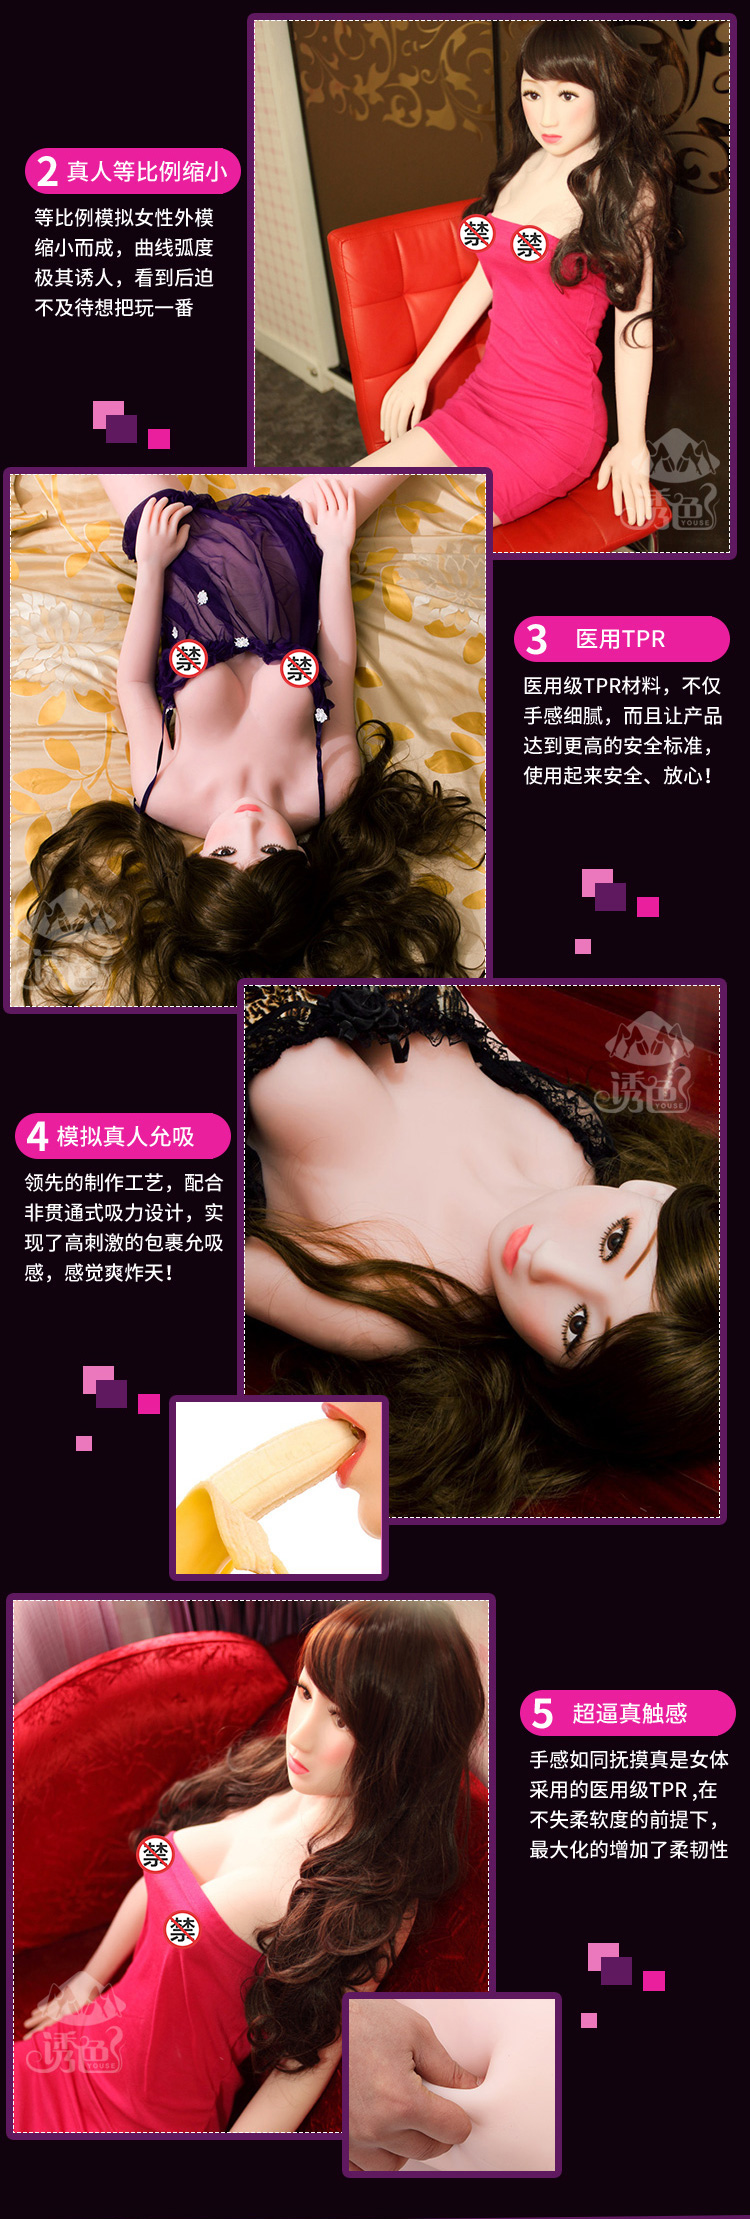 2 真人等比例缩小
等比例模拟女性外模
缩小而成，曲线弧度
极其诱人，看到后迫
不及待想把玩一番
禁
禁
诱色
YOUSE
禁
禁
3 医用TPR
医用级TPR材料，不仅
手感细腻，而且让产品
达到更高的安全标准，
使用起来安全、放心！
诱色
诱色
YOUSE
4 模拟真人允吸
领先的制作工艺，配合
非贯通式吸力设计，实
现了高刺激的包裹允吸
感，感觉爽炸天！
5 超逼真触感
手感如同抚摸真是女体
采用的医用级TPR ,在
不失柔软度的前提下，
最大化的增加了柔韧性
禁
禁
诱色
YOUSE